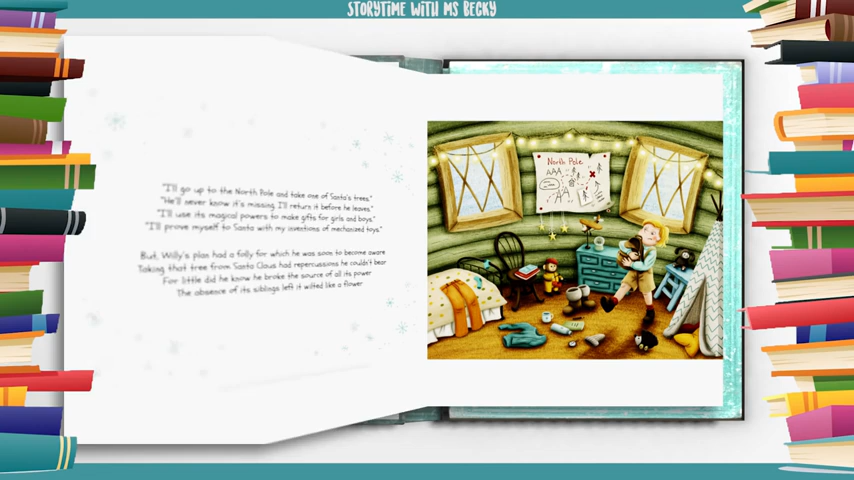 STORYTIME WITH MS BECKY
"I'll go up to the North Pole and take one of Santa's trees."
"He'll never know it's missing. I'll return it before he leaves."
"I'll use its magical powers to make gifts for girls and boys."
"I'll prove myself to Santa with my inventions of mechanized toys."
But, Willy's plan had a folly for which he was soon to become aware
Taking that tree from Santa Claus had repercussions he couldn't bear
For little did he know he broke the source of all its power
The absence of its siblings left it wilted like a flower
North Pole